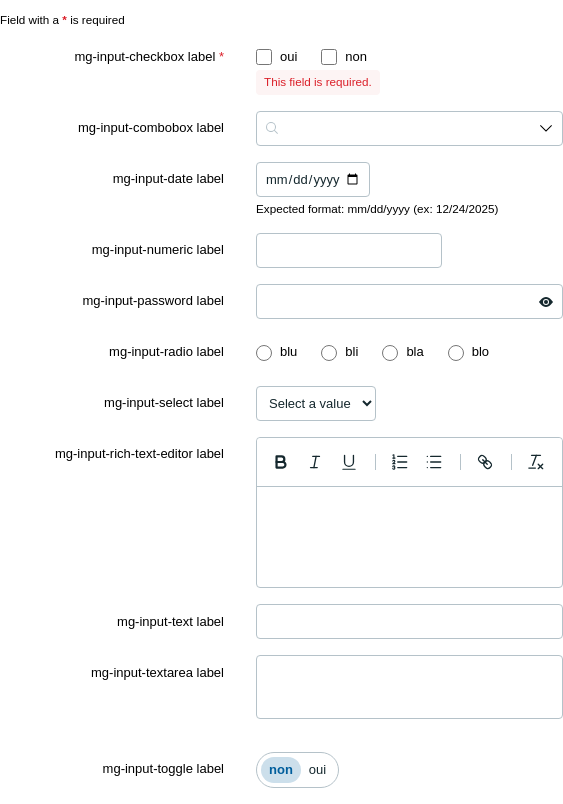 Field with a * is required
mg-input-checkbox label * oui non
This field is required.
mg-input-combobox label
mg-input-date label mm/dd/yyyy
Expected format: mm/dd/yyyy (ex: 12/24/2025)
mg-input-numeric label
mg-input-password label
mg-input-radio label blu bli bla blo
mg-input-select label Select a value
mg-input-rich-text-editor label
mg-input-text label
mg-input-textarea label
mg-input-toggle label non oui